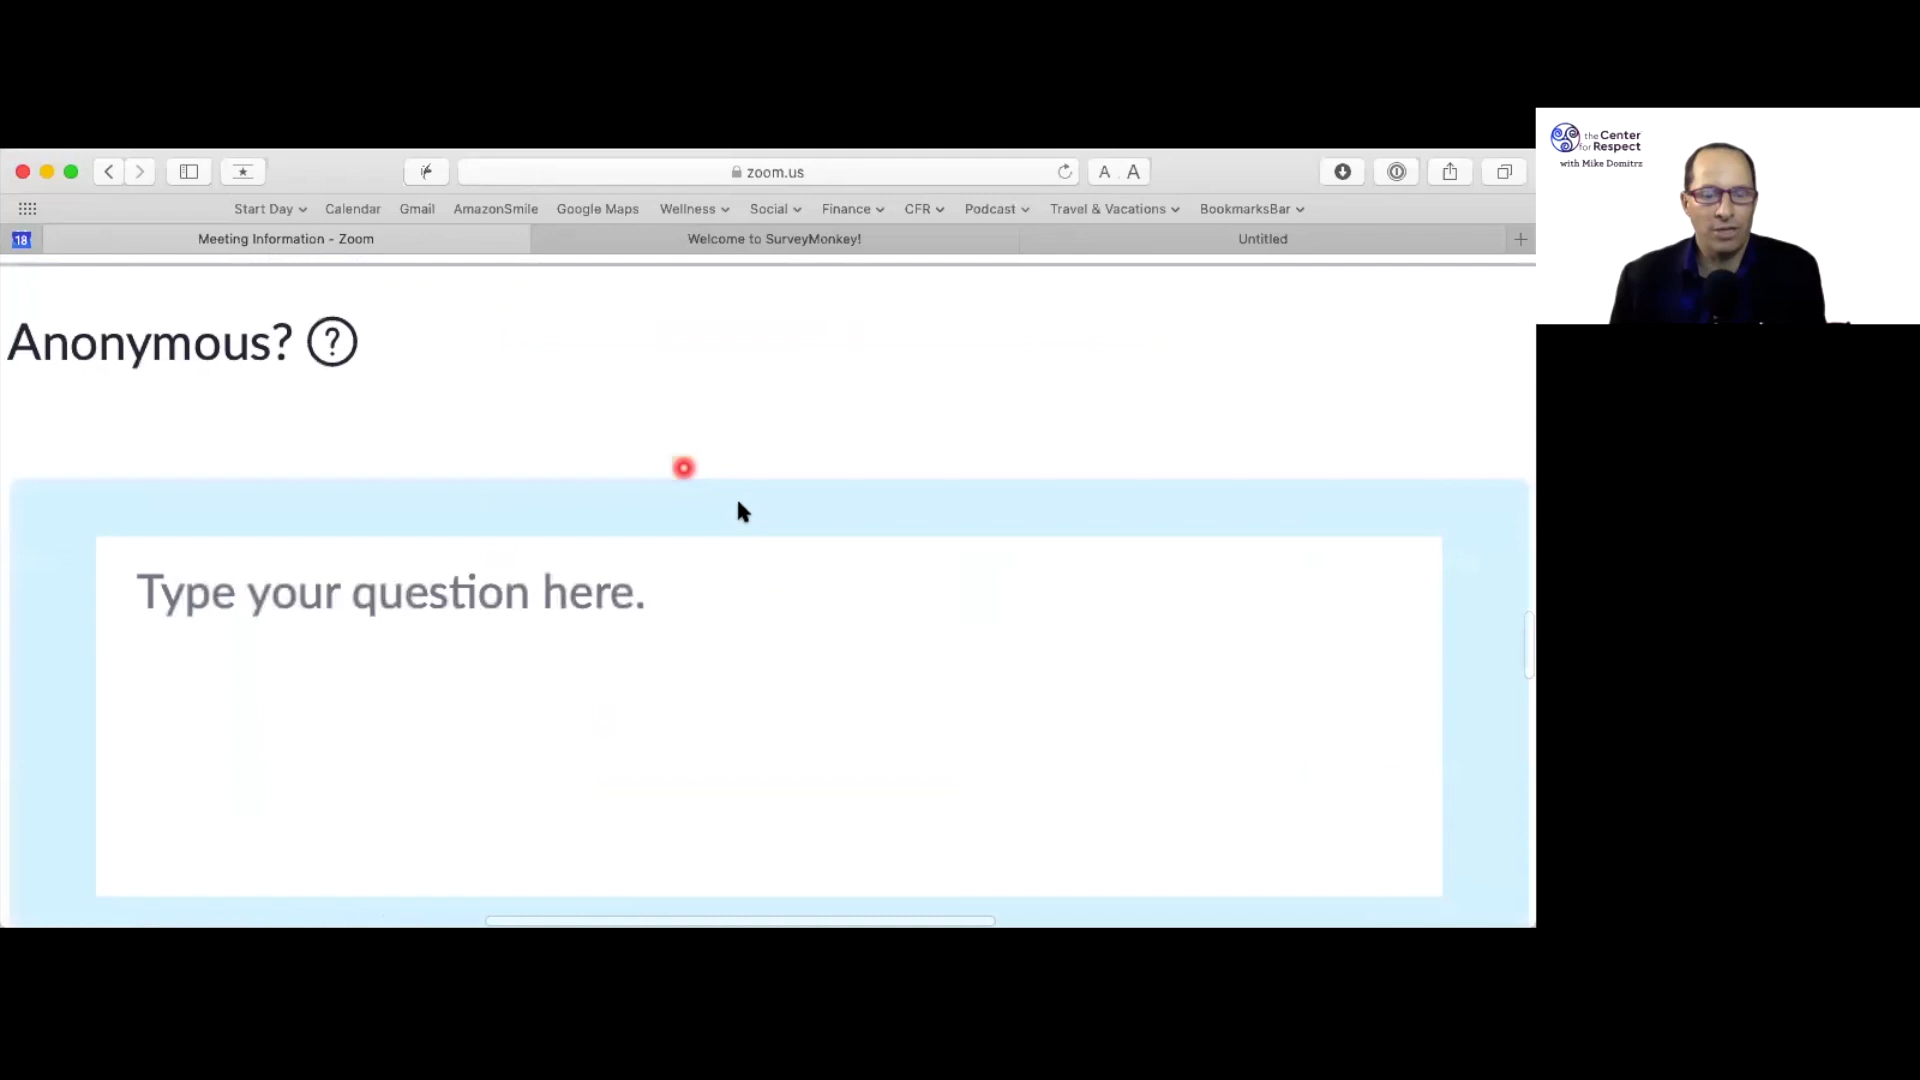 zoom.us
A A
Start Day Calendar Gmail AmazonSmile Google Maps Wellness Social Finance CFR Podcast Travel & Vacations BookmarksBar
18 Meeting Information - Zoom Welcome to SurveyMonkey! Untitled
Anonymous? ?
Type your question here.
the Center
for Respect
with Mike Domitrz